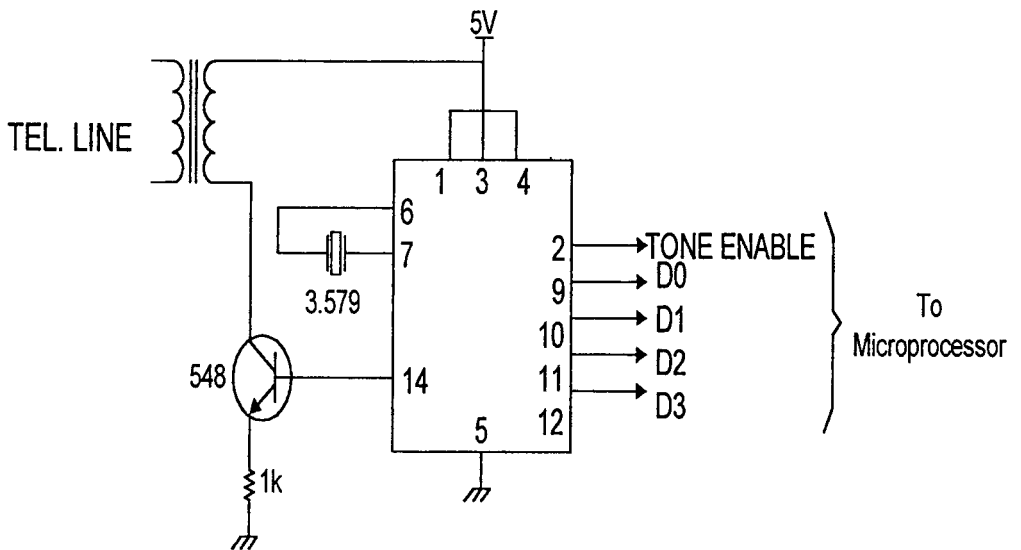 5V
TEL. LINE
1 3 4
6
7
3.579
2
TONE ENABLE
9
D0
10
D1
11
D2
12
D3
To
Microprocessor
548
14
5
1k